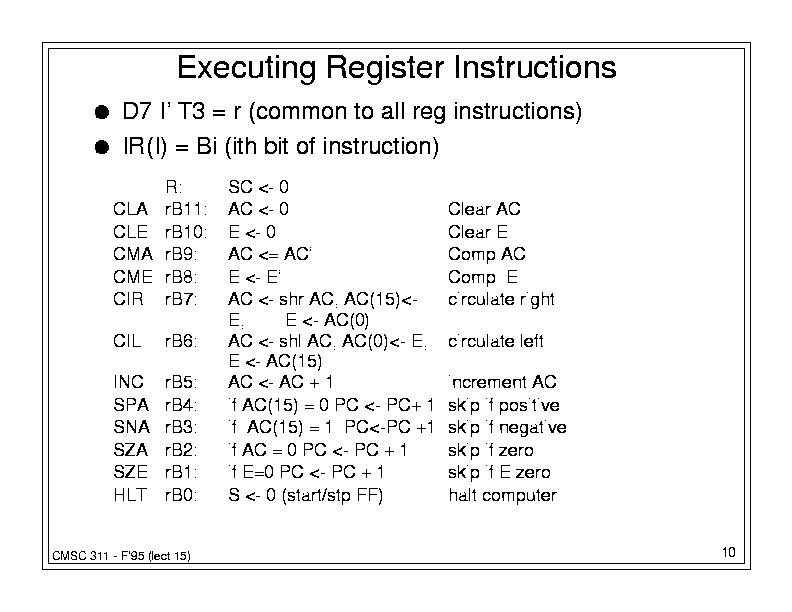 Executing Register Instructions
● D7 I' T3 = r (common to all reg instructions)
● IR(I) = Bi (ith bit of instruction)
R: SC <- 0
CLA rB11: AC <- 0 Clear AC
CLE rB10: E <- 0 Clear E
CMA rB9: AC <= AC' Comp AC
CME rB8: E <- E' Comp E
CIR rB7: AC <- shr AC, AC(15)<- circulate right
E, E <- AC(0)
CIL rB6: AC <- shl AC, AC(0)<- E, circulate left
E <- AC(15)
INC rB5: AC <- AC + 1 increment AC
SPA rB4: if AC(15) = 0 PC <- PC+ 1 skip if positive
SNA rB3: if AC(15) = 1 PC<-PC +1 skip if negative
SZA rB2: if AC = 0 PC <- PC + 1 skip if zero
SZE rB1: if E=0 PC <- PC + 1 skip if E zero
HLT rB0: S <- 0 (start/stp FF) halt computer
CMSC 311 - F'95 (lect 15)
10